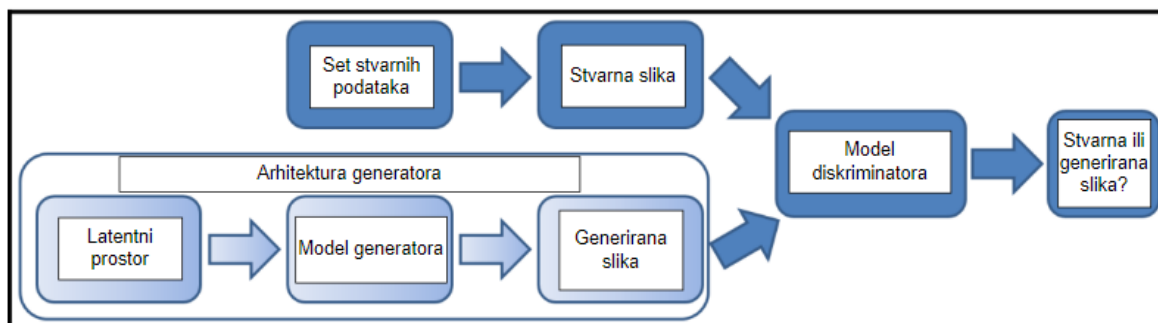 Set stvarnih
podataka
Stvarna slika
Model
diskriminatora
Stvarna ili
generirana
slika?
Arhitektura generatora
Latentni
prostor
Model generatora
Generirana
slika